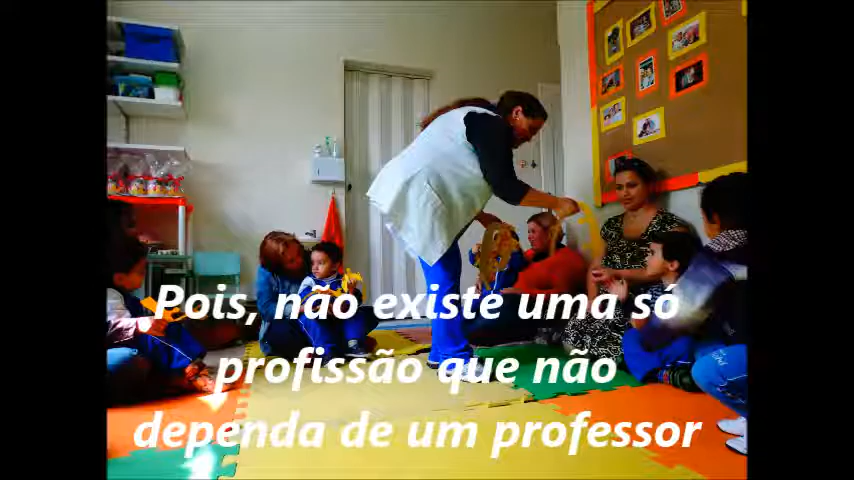 Pois, não existe uma só
profissão que não
dependa de um professor